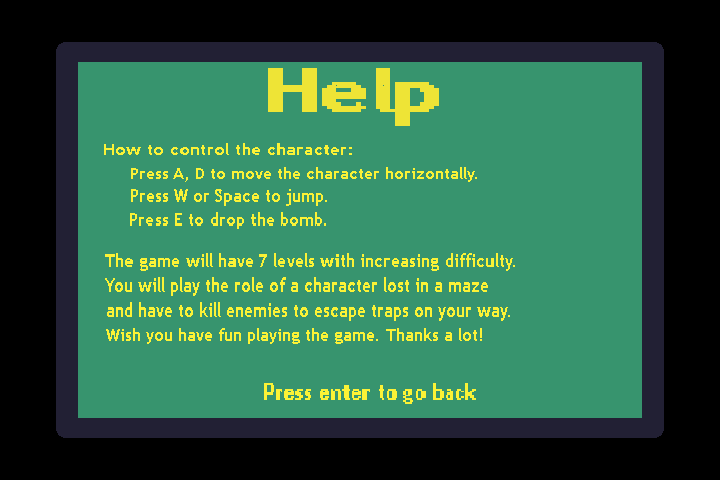 Help
How to control the character:
Press A, D to move the character horizontally.
Press W or Space to jump.
Press E to drop the bomb.
The game will have 7 levels with increasing difficulty.
You will play the role of a character lost in a maze
and have to kill enemies to escape traps on your way.
Wish you have fun playing the game. Thanks a lot!
Press enter to go back